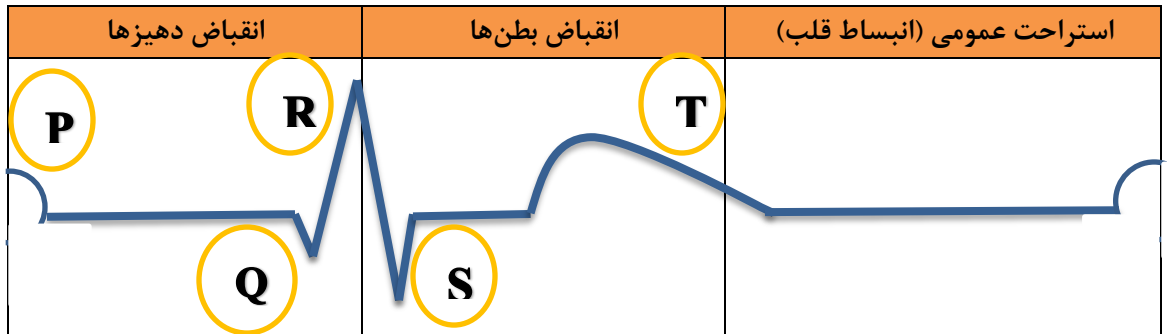 انقباض دهیزها
انقباض بطن‌ها
استراحت عمومی (انبساط قلب)
P
R
T
Q
S